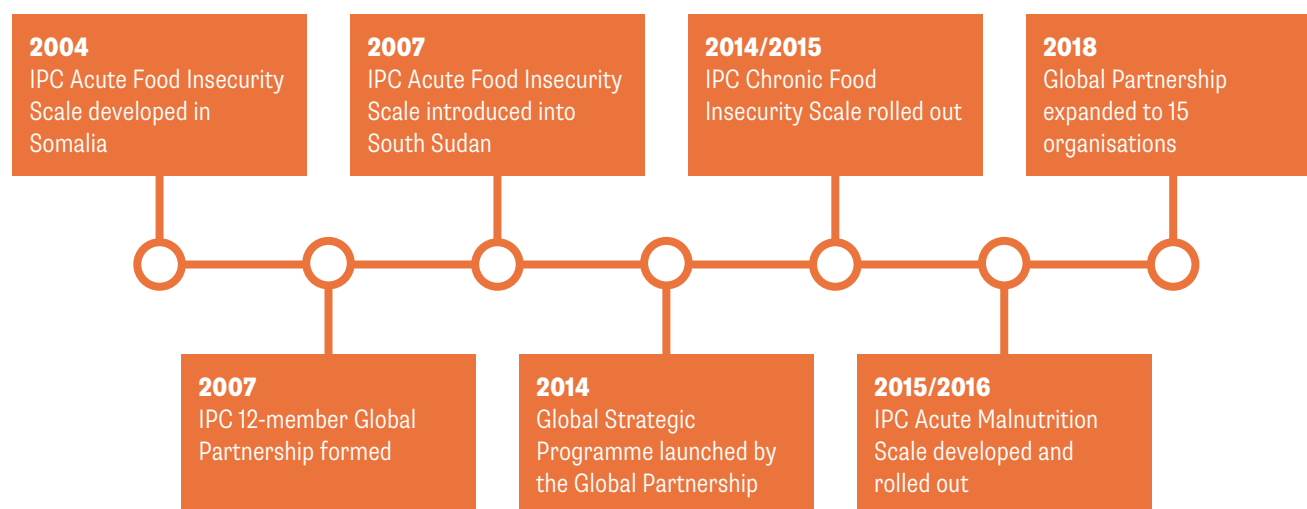 2004
IPC Acute Food Insecurity
Scale developed in
Somalia
2007
IPC 12-member Global
Partnership formed
2007
IPC Acute Food Insecurity
Scale introduced into
South Sudan
2014
Global Strategic
Programme launched by
the Global Partnership
2014/2015
IPC Chronic Food
Insecurity Scale rolled out
2015/2016
IPC Acute Malnutrition
Scale developed and
rolled out
2018
Global Partnership
expanded to 15
organisations